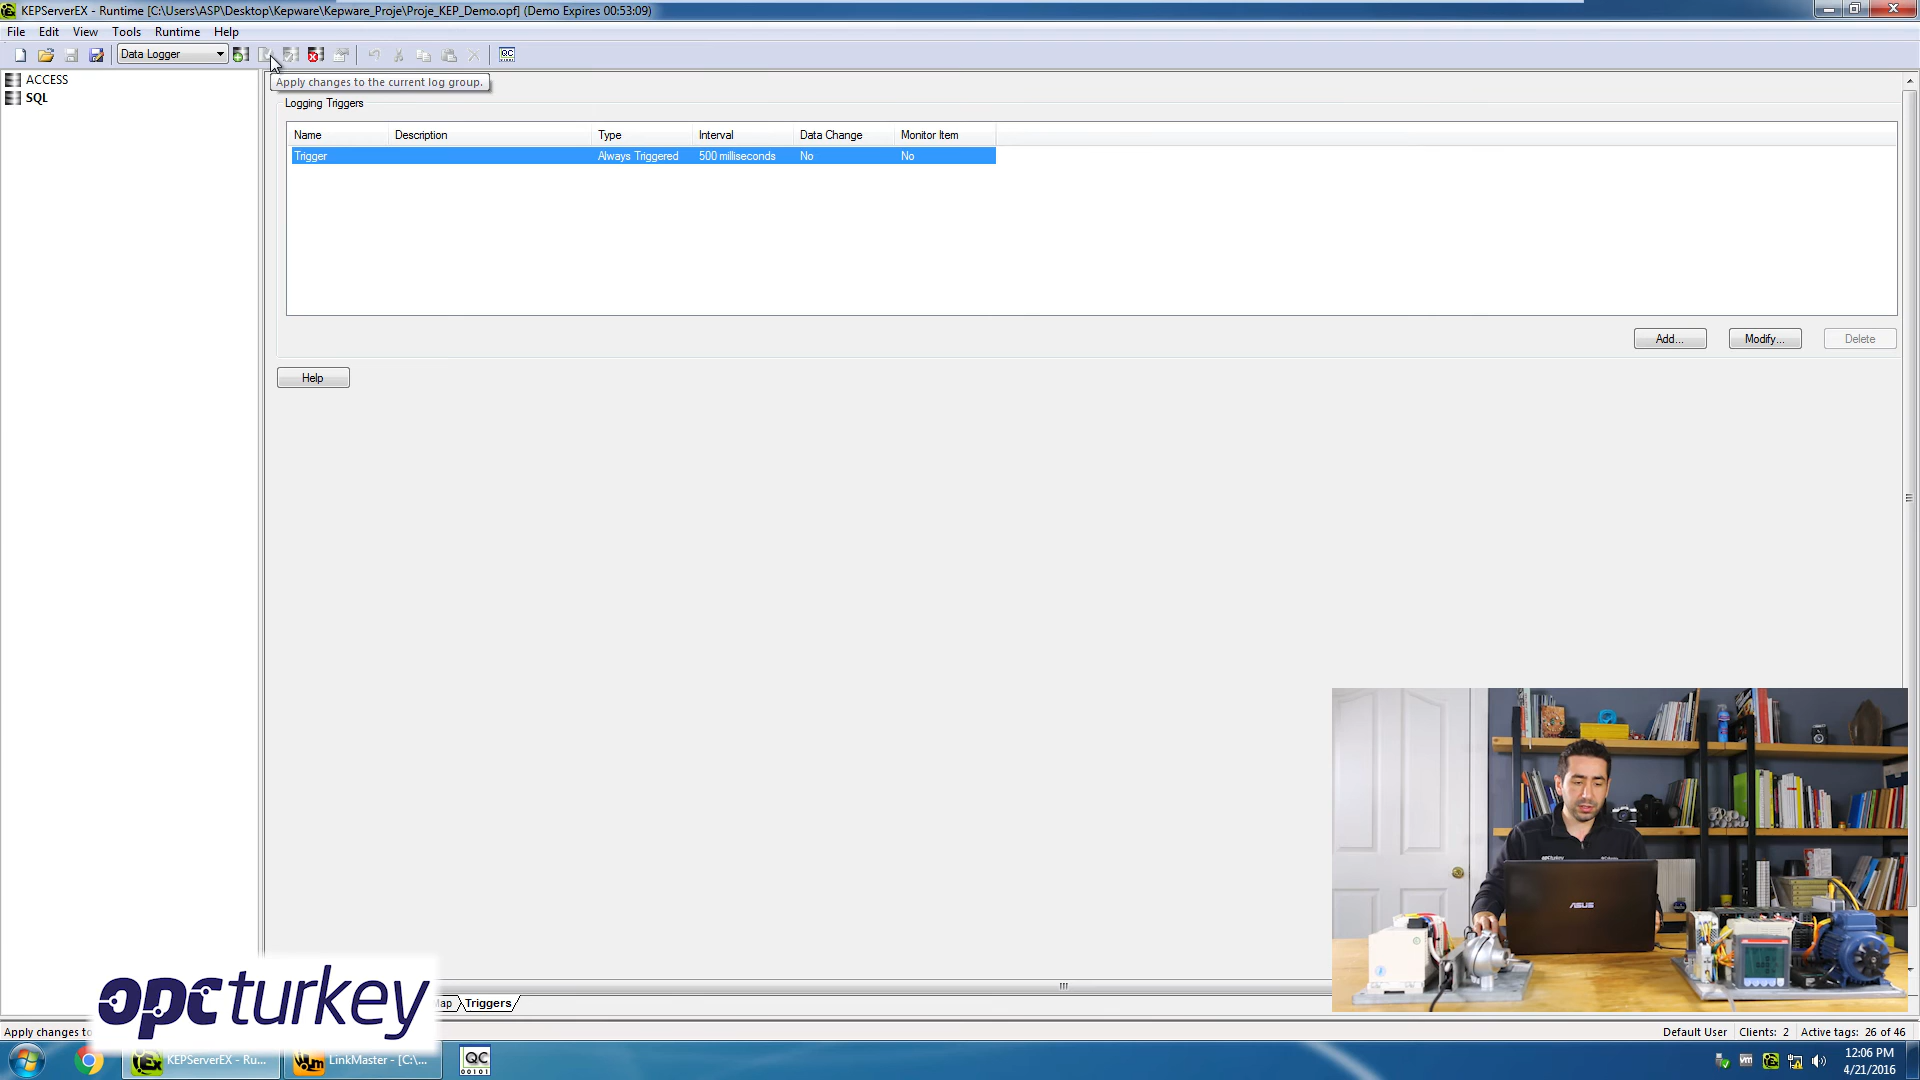 KEPServerEX - Runtime [C:\Users\ASP\Desktop\Kepware\Kepware_Proje\Proje_KEP_Demo.opf] (Demo Expires 00:53:09)
File Edit View Tools Runtime Help
Data Logger
QC
ACCESS
SQL
Apply changes to the current log group.
Logging Triggers
Name Description Type Interval Data Change Monitor Item
Trigger Always Triggered 500 milliseconds No No
Add... Modify... Delete
Help
ASUS
opcturkey
Map Triggers
Apply changes to
Default User Clients: 2 Active tags: 26 of 46
KEPServerEX - Ru... LinkMaster - [C:\... QC
12:06 PM
4/21/2016